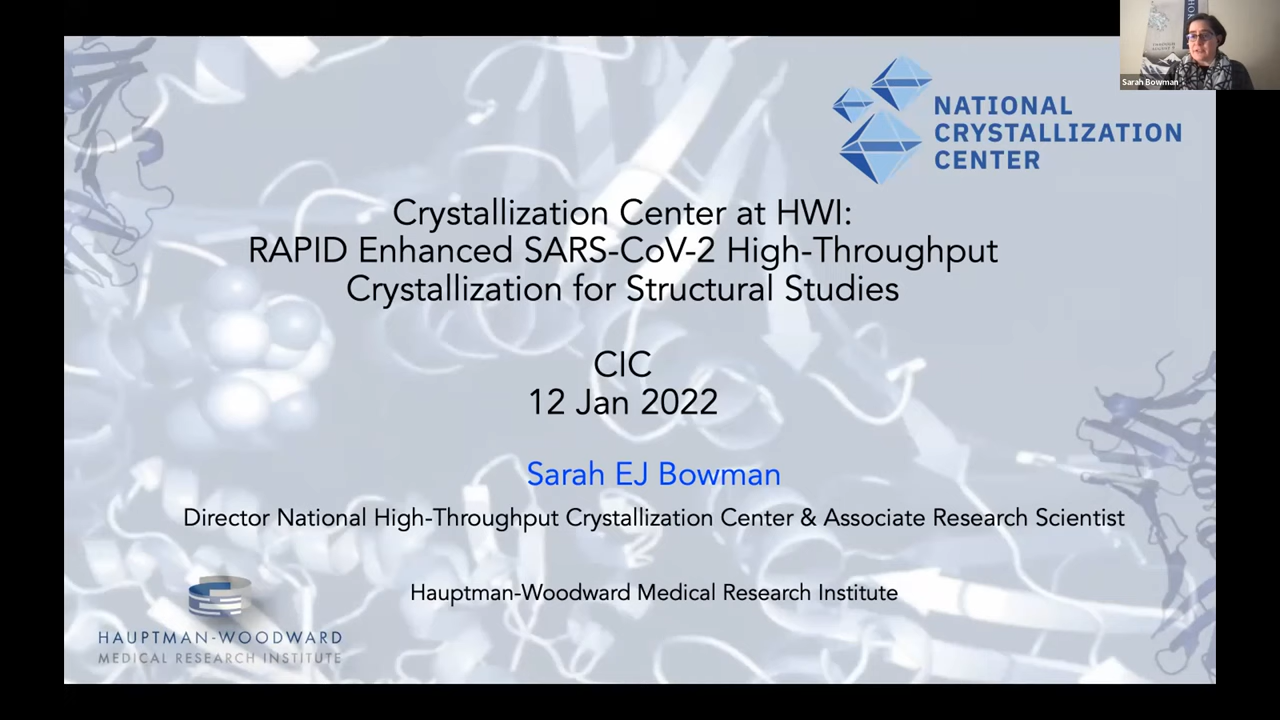 NATIONAL
CRYSTALLIZATION
CENTER
Sarah Bowman
Crystallization Center at HWI:
RAPID Enhanced SARS-CoV-2 High-Throughput
Crystallization for Structural Studies
CIC
12 Jan 2022
Sarah EJ Bowman
Director National High-Throughput Crystallization Center & Associate Research Scientist
Hauptman-Woodward Medical Research Institute
HAUPTMAN-WOODWARD
MEDICAL RESEARCH INSTITUTE